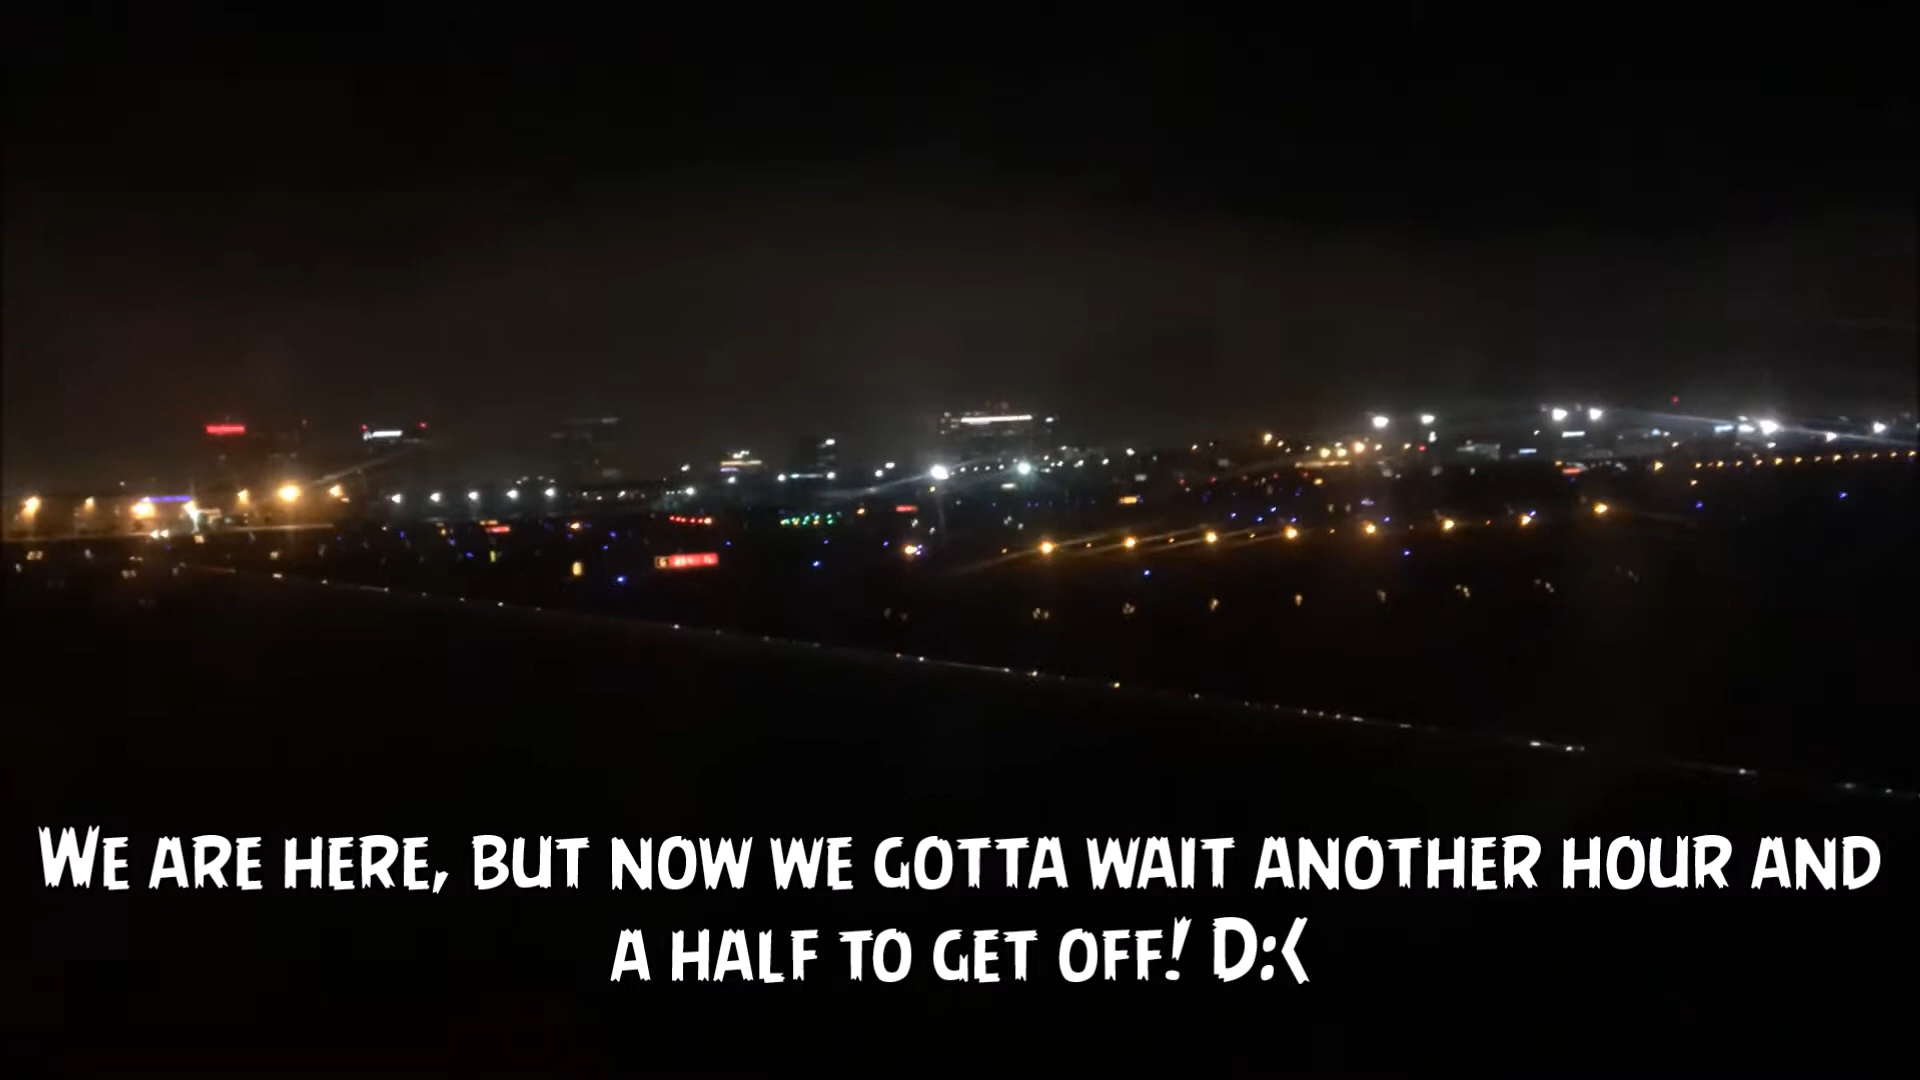 We are here, but now we gotta wait another hour and
a half to get off! D:<